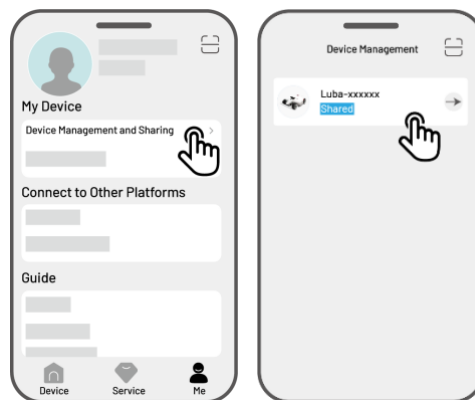 My Device
Device Management and Sharing
Connect to Other Platforms
Guide
Device Service Me
Device Management
Luba-xxxxxx
Shared